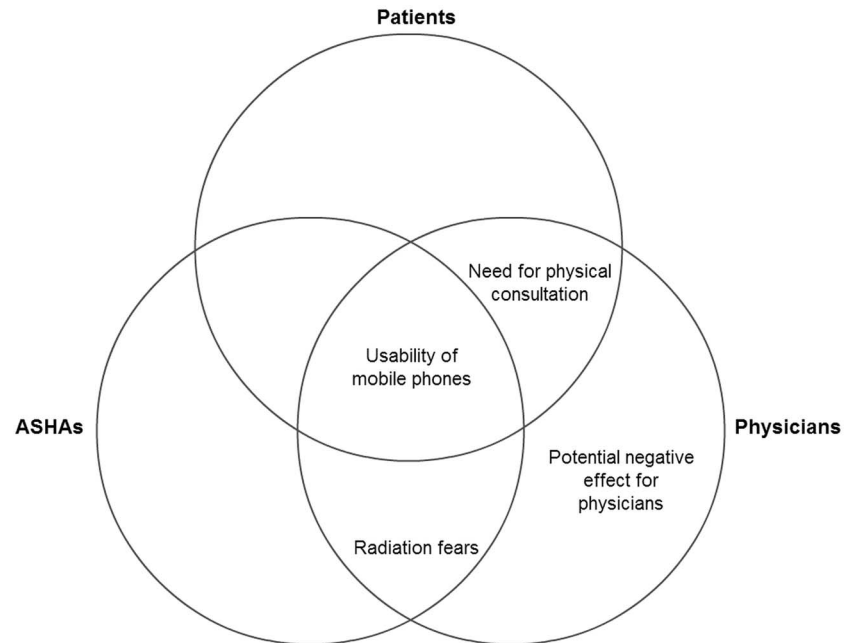 Patients
Need for physical
consultation
Usability of
mobile phones
ASHAs
Physicians
Potential negative
effect for
physicians
Radiation fears